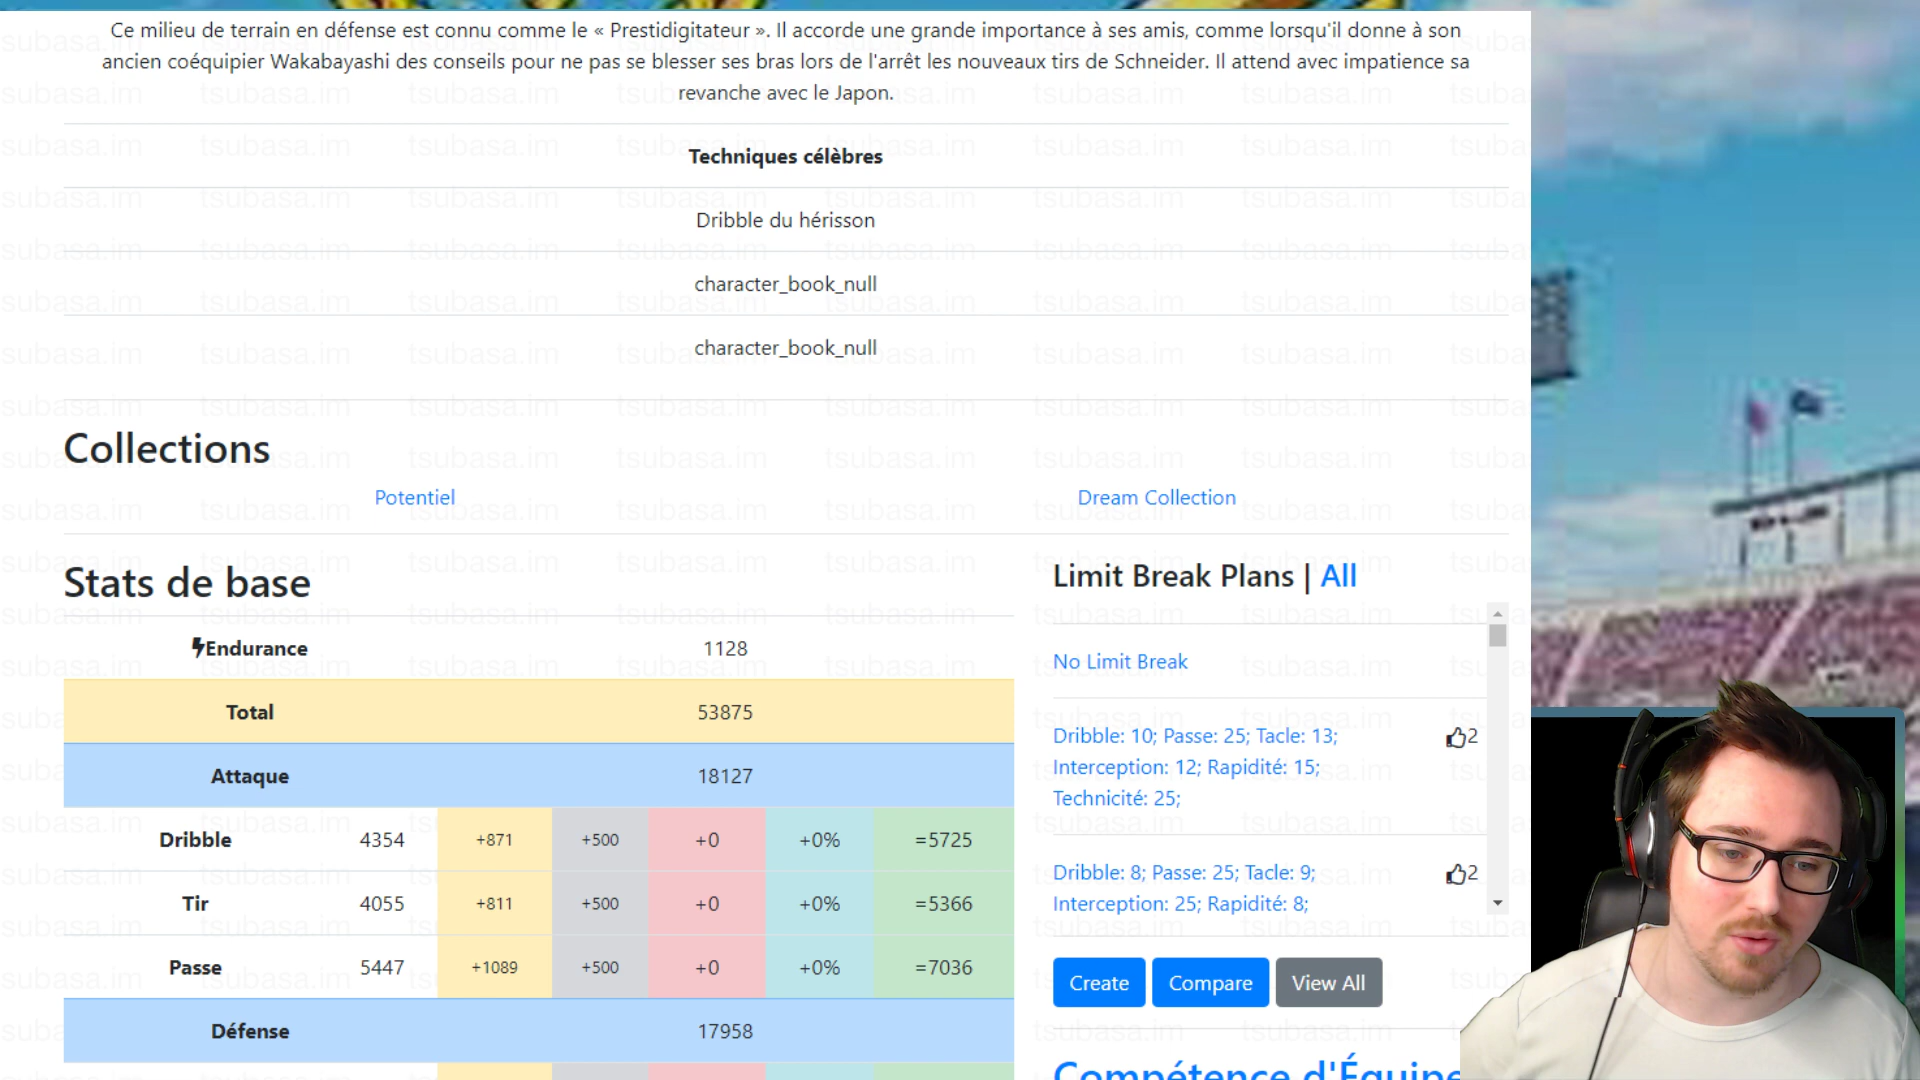 Ce milieu de terrain en défense est connu comme le « Prestidigitateur ». Il accorde une grande importance à ses amis, comme lorsqu'il donne à son
ancien coéquipier Wakabayashi des conseils pour ne pas se blesser ses bras lors de l'arrêt les nouveaux tirs de Schneider. Il attend avec impatience sa
revanche avec le Japon.
Techniques célèbres
Dribble du hérisson
character_book_null
character_book_null
Collections
Potentiel Dream Collection
Stats de base
Endurance 1128
Total 53875
Attaque 18127
Dribble 4354 +871 +500 +0 +0% =5725
Tir 4055 +811 +500 +0 +0% =5366
Passe 5447 +1089 +500 +0 +0% =7036
Défense 17958
Limit Break Plans | All
No Limit Break
Dribble: 10; Passe: 25; Tacle: 13; 2
Interception: 12; Rapidité: 15;
Technicité: 25;
Dribble: 8; Passe: 25; Tacle: 9; 2
Interception: 25; Rapidité: 8;
Create Compare View All
Compétence d'Équipe
tsubasa.im